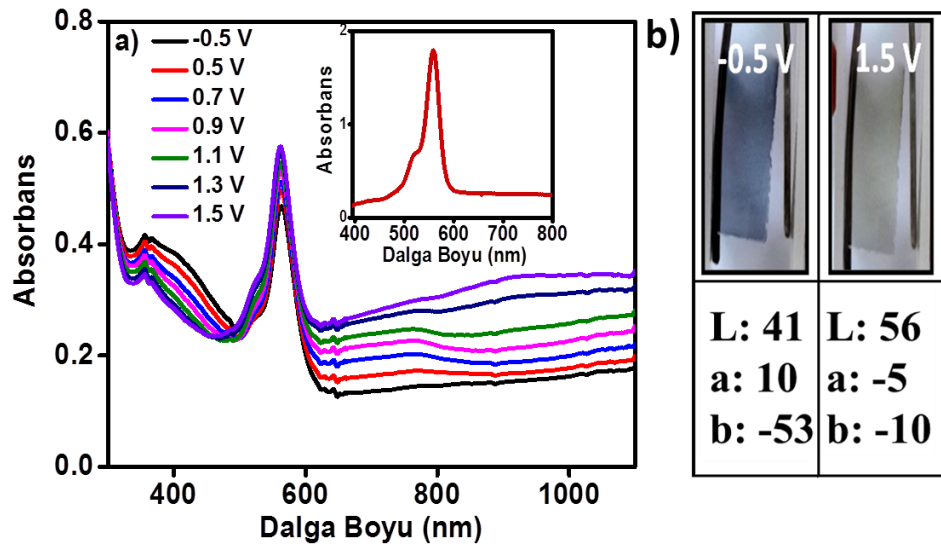 a)
-0.5 V
0.5 V
0.7 V
0.9 V
1.1 V
1.3 V
1.5 V
Absorbans
0.8
0.6
0.4
0.2
0.0
400
600
800
1000
Dalga Boyu (nm)
Absorbans
2
1
0
400
500
600
700
800
Dalga Boyu (nm)
b)
-0.5 V
1.5 V
L: 41
a: 10
b: -53
L: 56
a: -5
b: -10